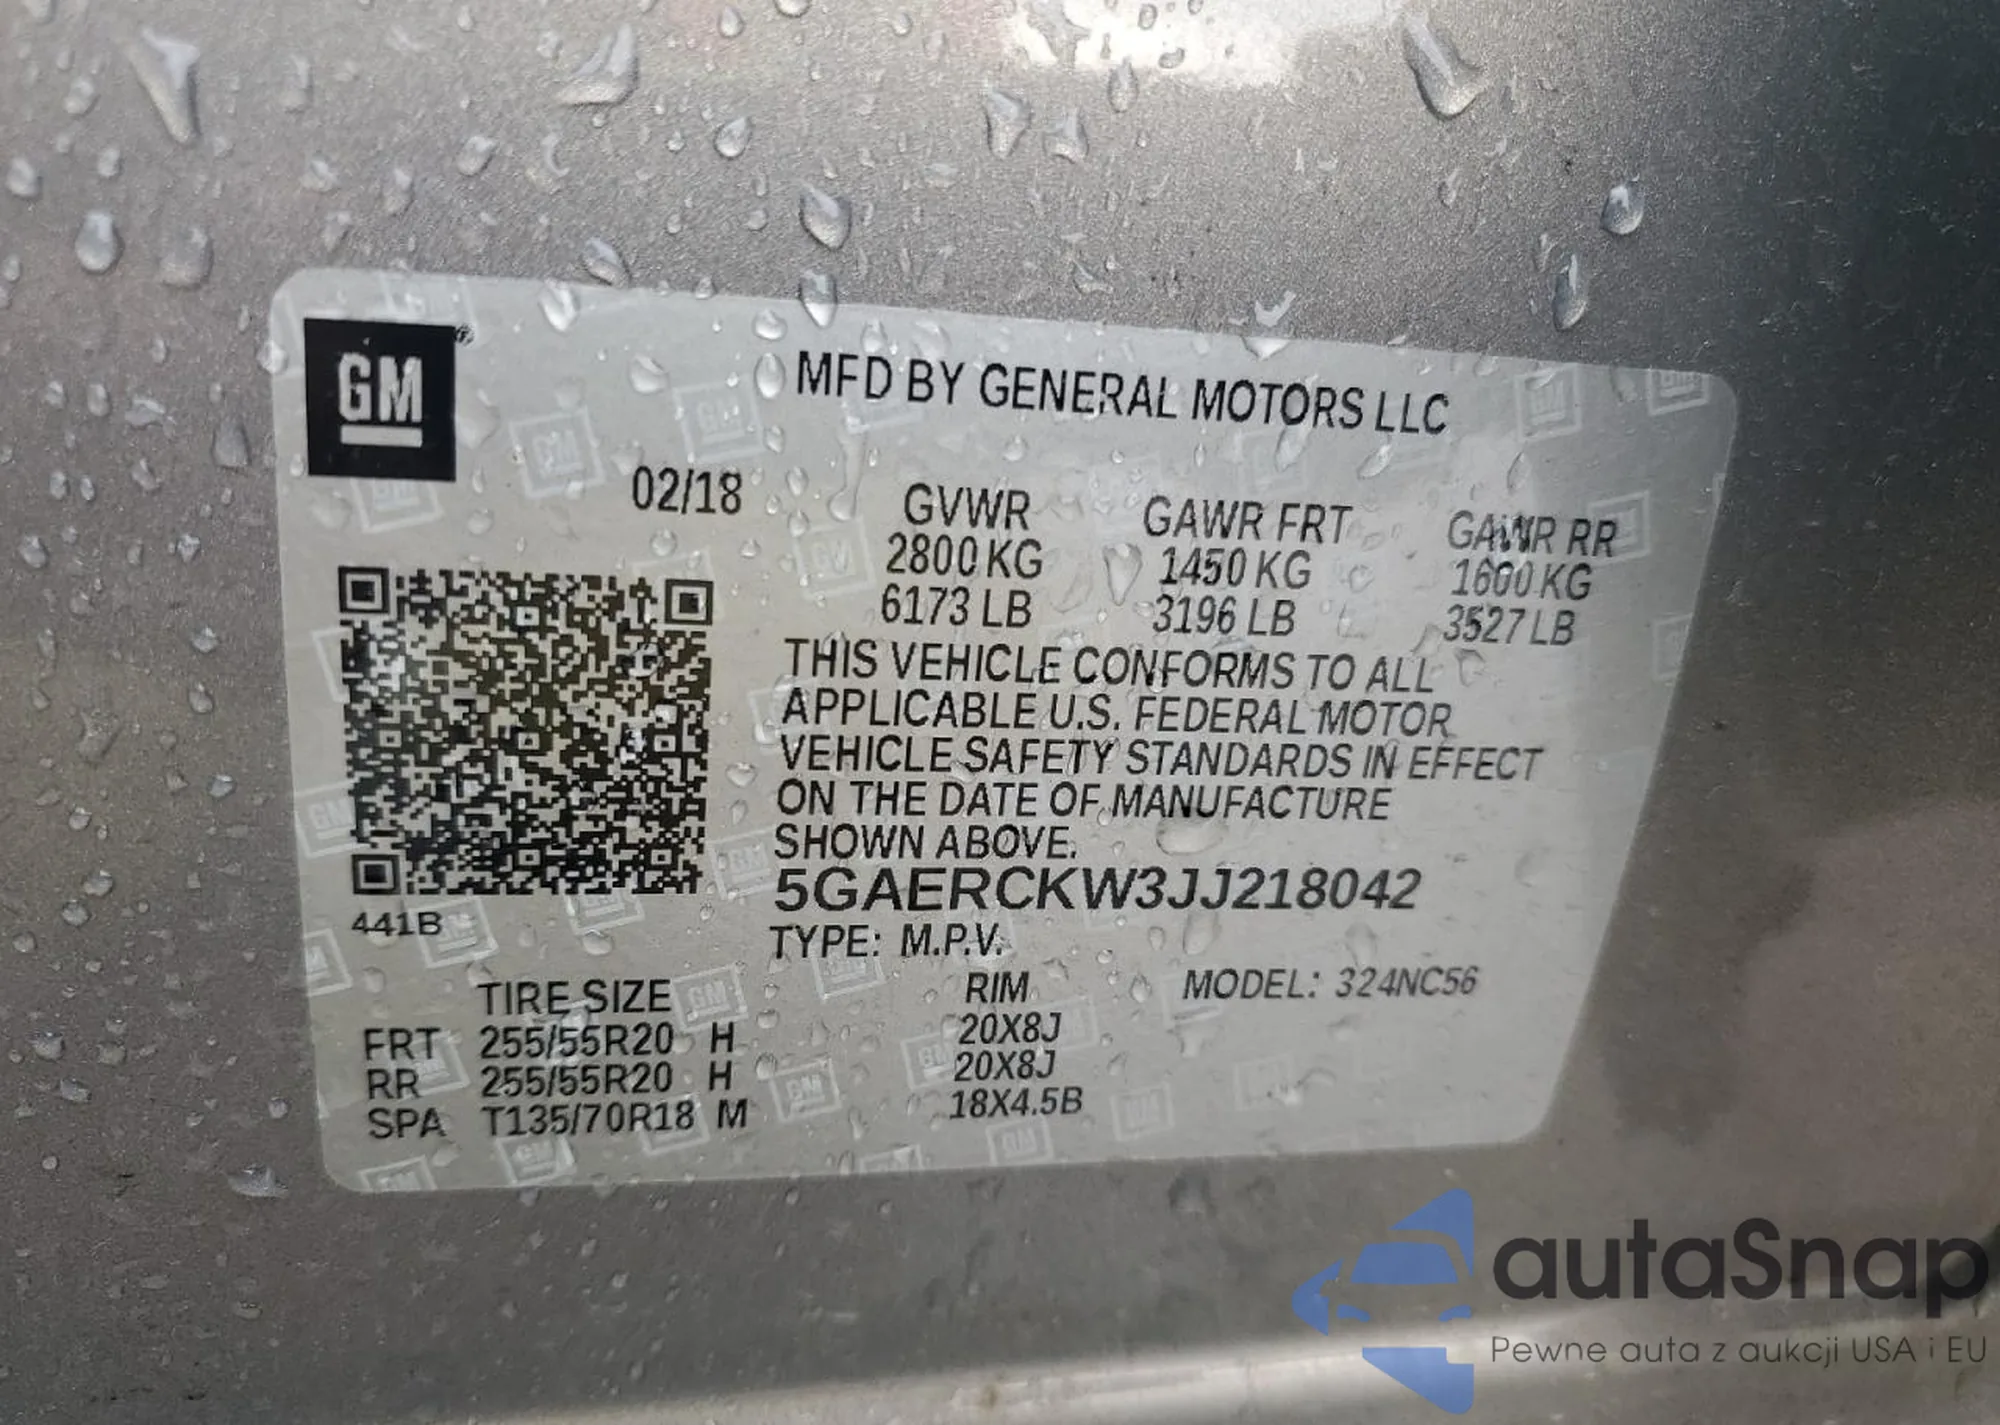 GM
MFD BY GENERAL MOTORS LLC
02/18
GVWR GAWR FRT GAWR RR
2800 KG 1450 KG 1600 KG
6173 LB 3196 LB 3527 LB
THIS VEHICLE CONFORMS TO ALL
APPLICABLE U.S. FEDERAL MOTOR
VEHICLE SAFETY STANDARDS IN EFFECT
ON THE DATE OF MANUFACTURE
SHOWN ABOVE.
5GAERCKW3JJ218042
441B
TYPE: M.P.V.
TIRE SIZE RIM MODEL: 324NC56
FRT 255/55R20 H 20X8J
RR 255/55R20 H 20X8J
SPA T135/70R18 M 18X4.5B
autaSnap
Pewne auta z aukcji USA i EU